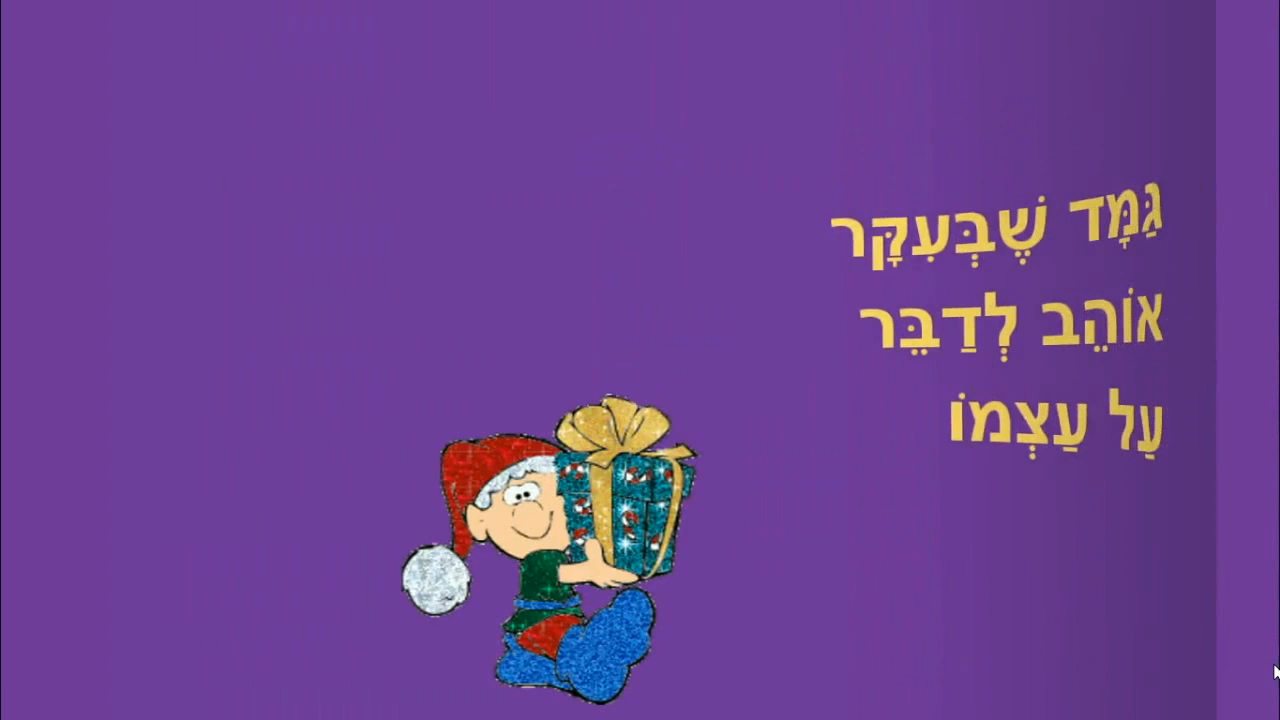 גַּמָּד שֶׁבְּעִקָּר
אוֹהֵב לְדַבֵּר
עַל עַצְמוֹ